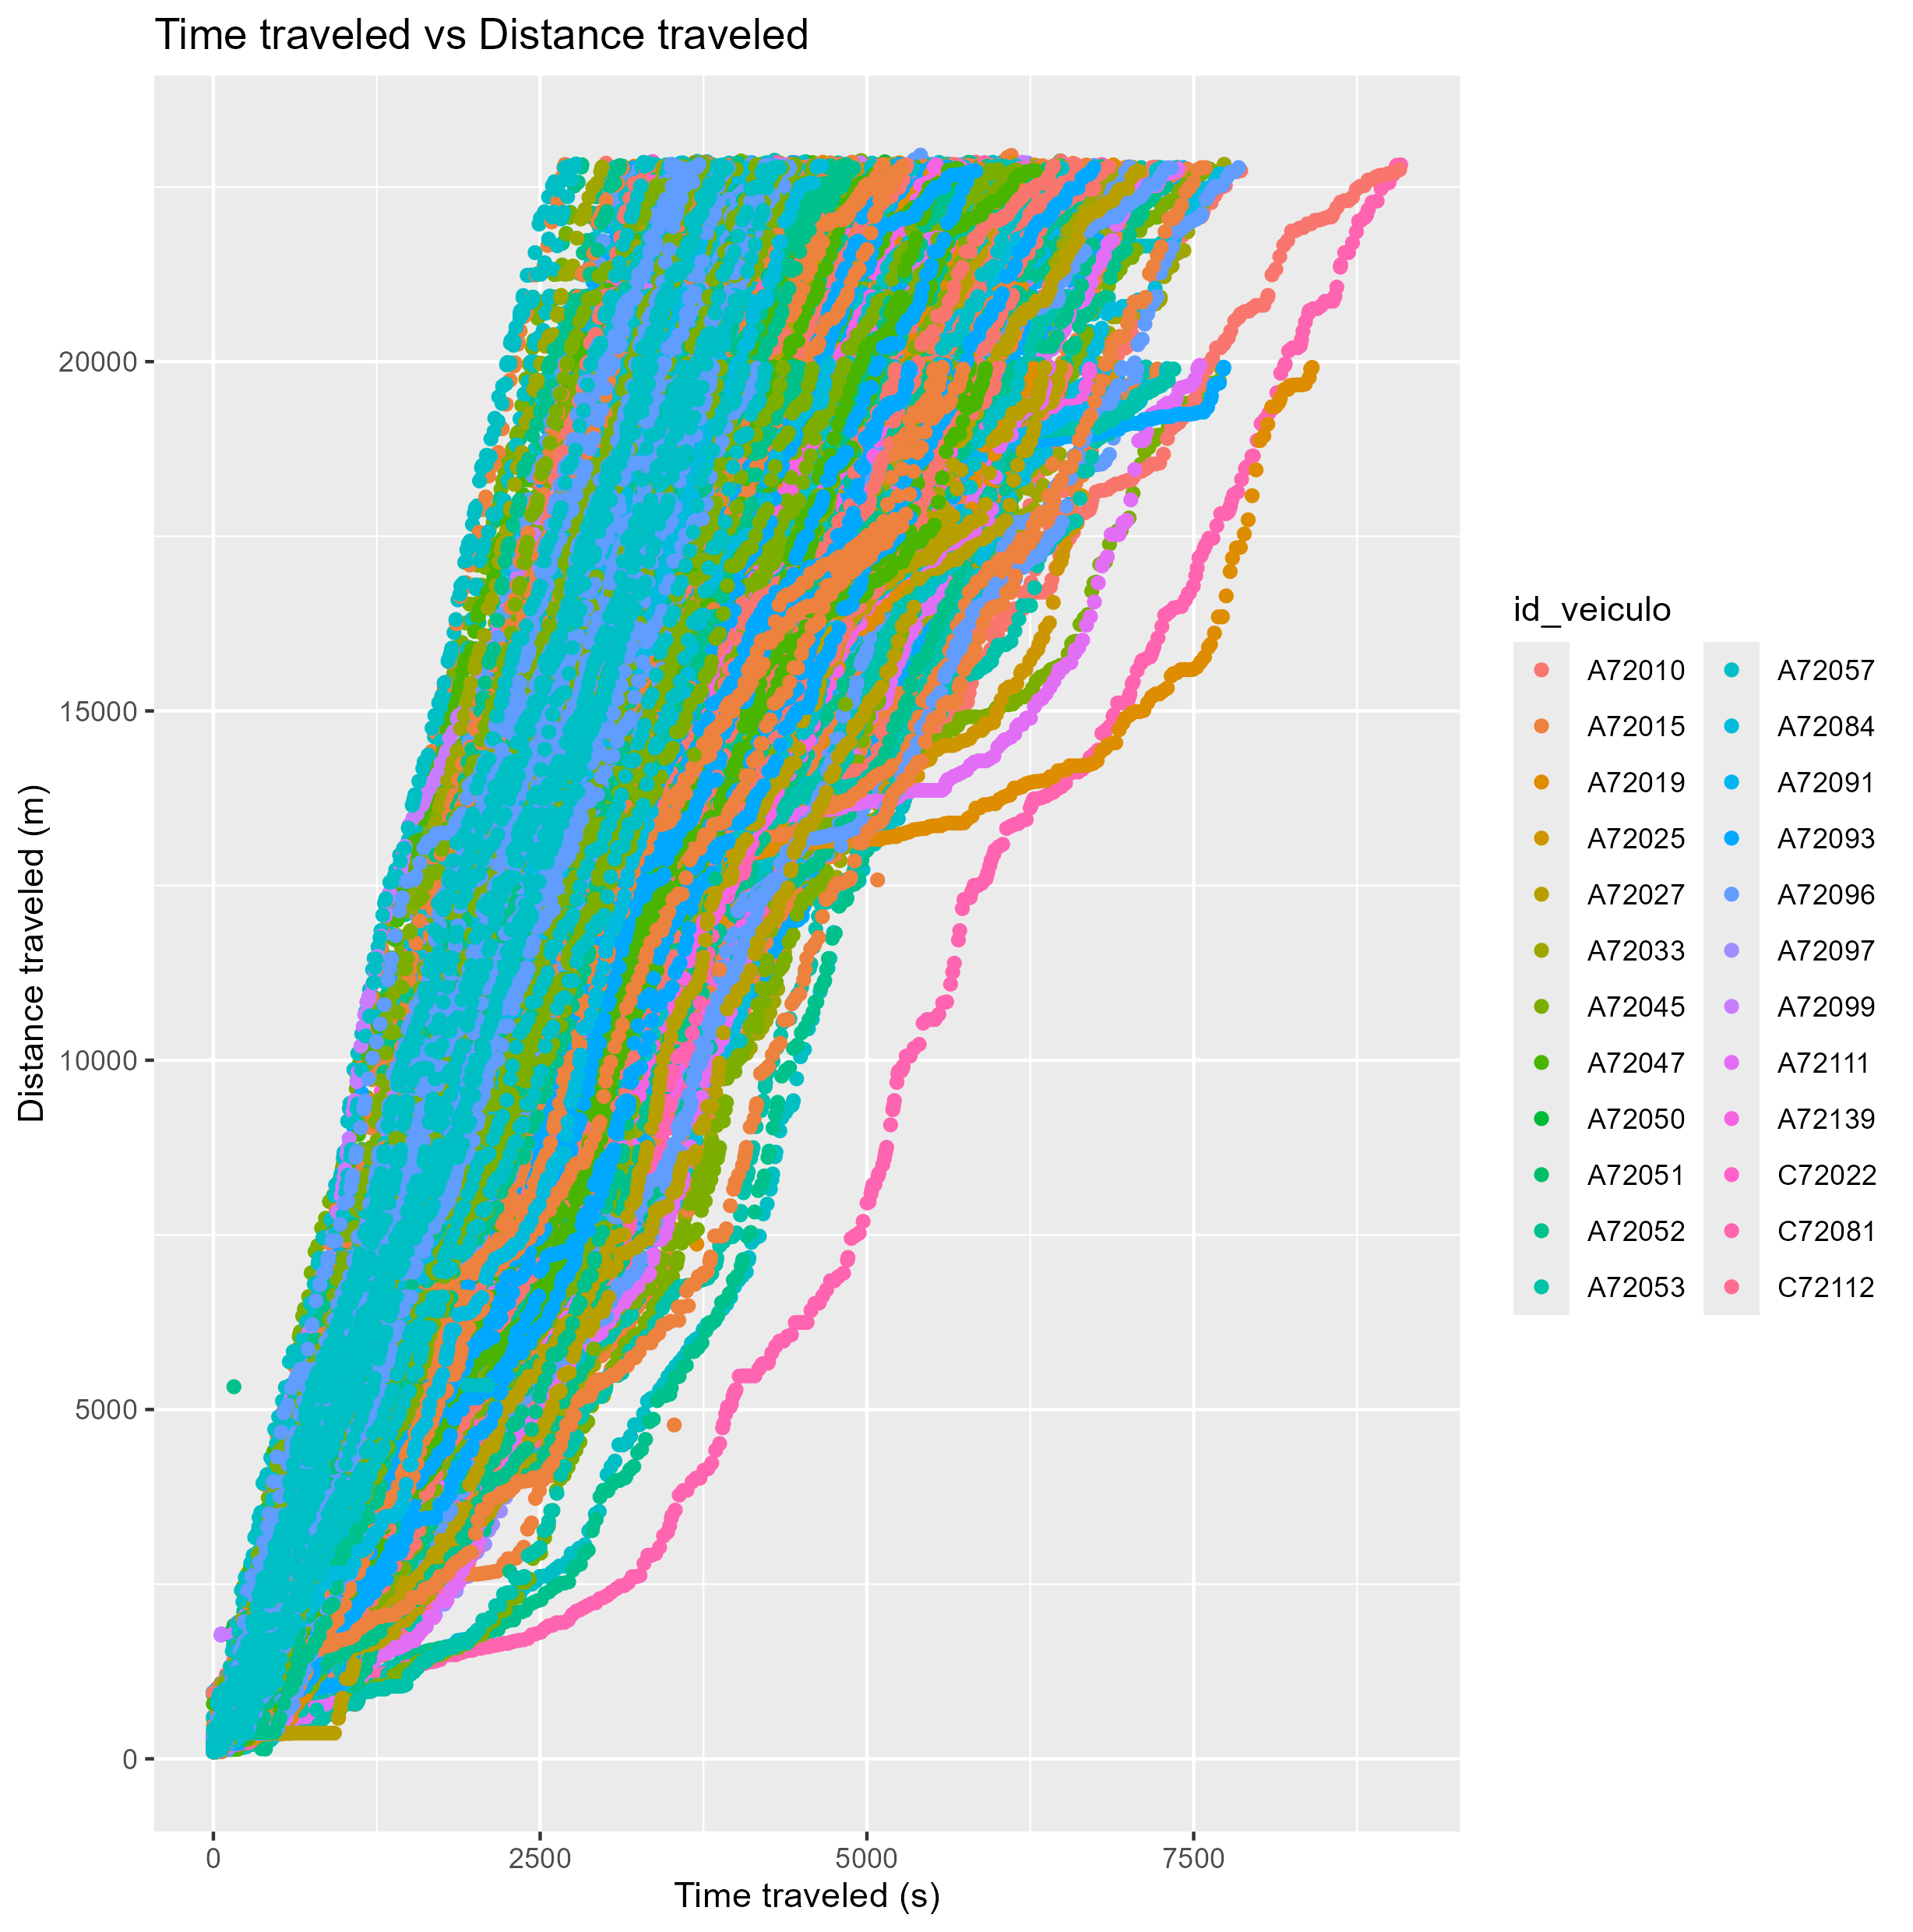 Time traveled vs Distance traveled
Distance traveled (m)
20000
15000
10000
5000
0
0 2500 5000 7500
Time traveled (s)
id_veiculo
A72010 A72057
A72015 A72084
A72019 A72091
A72025 A72093
A72027 A72096
A72033 A72097
A72045 A72099
A72047 A72111
A72050 A72139
A72051 C72022
A72052 C72081
A72053 C72112